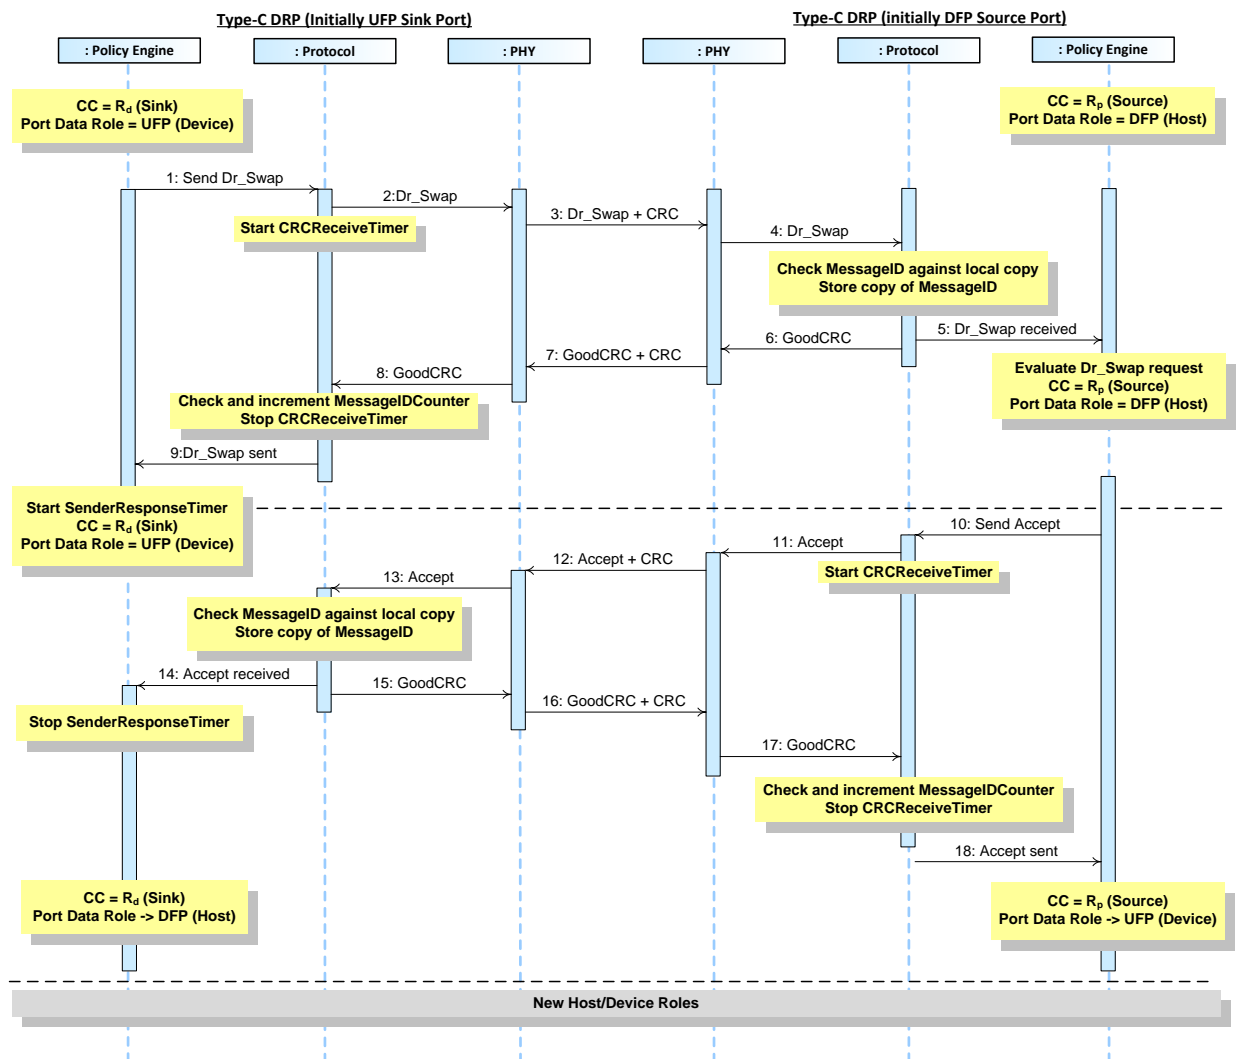 Type-C DRP (Initially UFP Sink Port)
Type-C DRP (initially DFP Source Port)
: Policy Engine
: Protocol
: PHY
: PHY
: Protocol
: Policy Engine
CC = Rd (Sink)
Port Data Role = UFP (Device)
CC = Rp (Source)
Port Data Role = DFP (Host)
1: Send Dr_Swap
2:Dr_Swap
Start CRCReceiveTimer
3: Dr_Swap + CRC
4: Dr_Swap
Check MessageID against local copy
Store copy of MessageID
5: Dr_Swap received
6: GoodCRC
7: GoodCRC + CRC
8: GoodCRC
Evaluate Dr_Swap request
CC = Rp (Source)
Port Data Role = DFP (Host)
Check and increment MessageIDCounter
Stop CRCReceiveTimer
9:Dr_Swap sent
Start SenderResponseTimer
CC = Rd (Sink)
Port Data Role = UFP (Device)
10: Send Accept
11: Accept
Start CRCReceiveTimer
12: Accept + CRC
13: Accept
Check MessageID against local copy
Store copy of MessageID
14: Accept received
15: GoodCRC
16: GoodCRC + CRC
Stop SenderResponseTimer
17: GoodCRC
Check and increment MessageIDCounter
Stop CRCReceiveTimer
18: Accept sent
CC = Rd (Sink)
Port Data Role -> DFP (Host)
CC = Rp (Source)
Port Data Role -> UFP (Device)
New Host/Device Roles